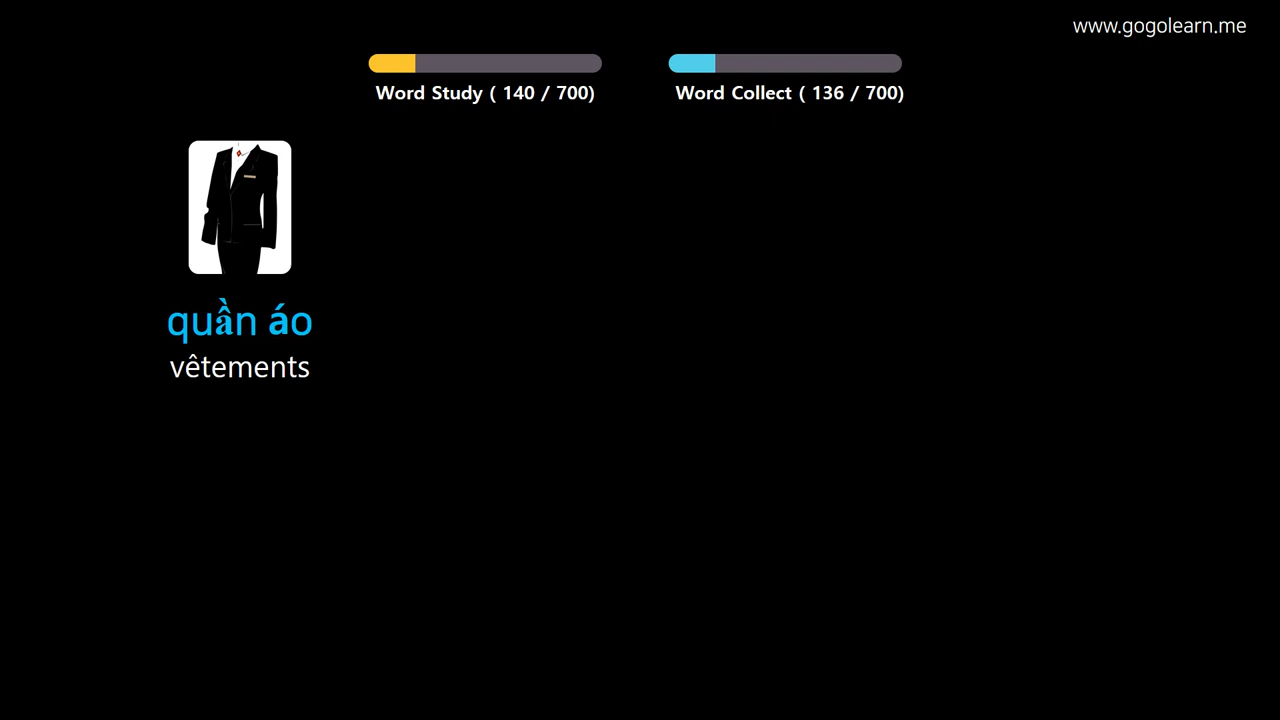 www.gogolearn.me
Word Study ( 140 / 700)
Word Collect ( 136 / 700)
quần áo
vêtements